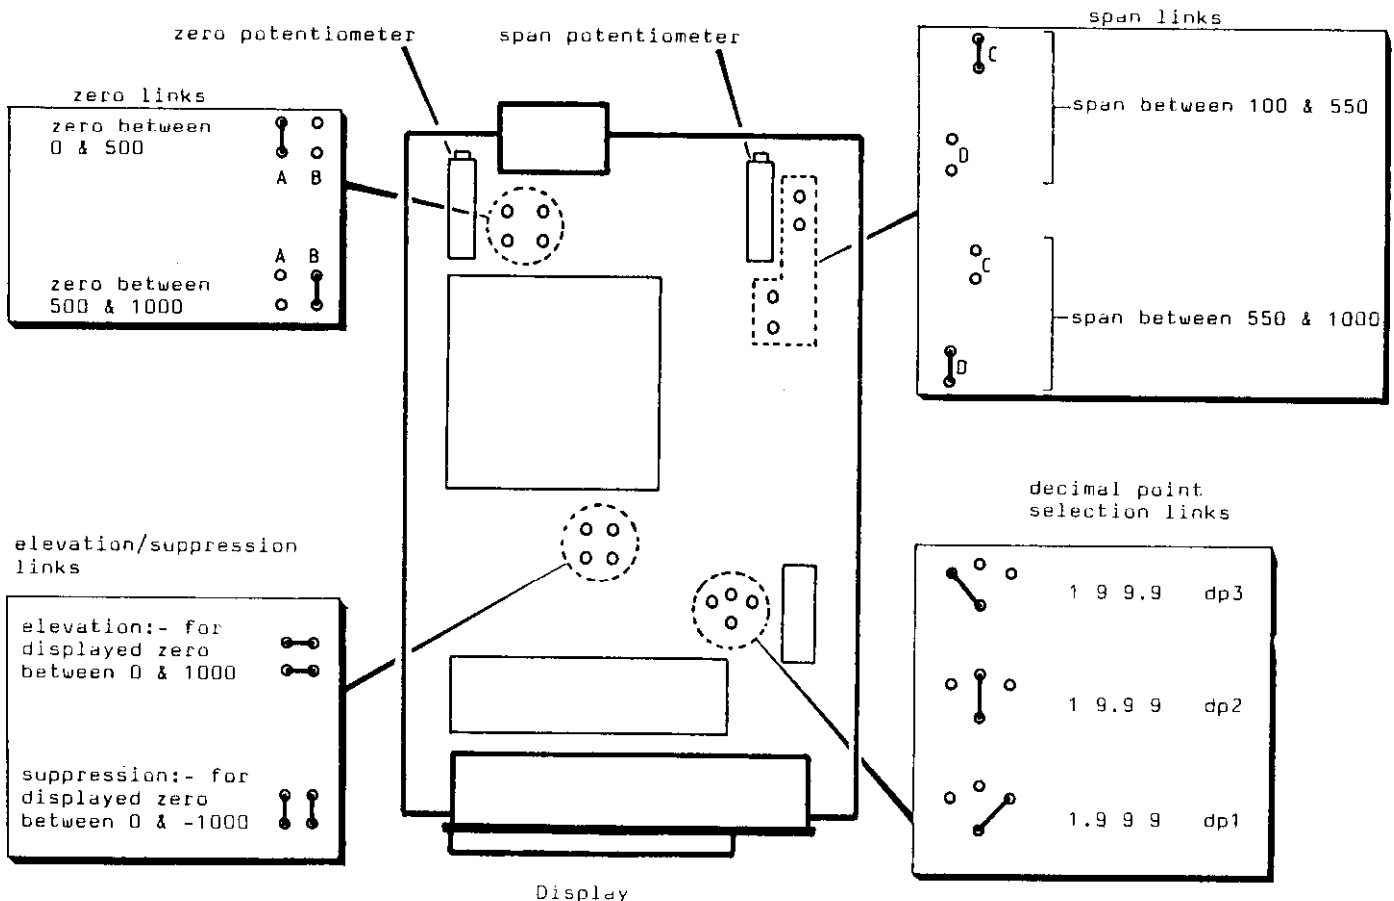 zero potentiometer
span potentiometer
span links
C
span between 100 & 550
D
C
span between 550 & 1000
D
zero links
zero between
0 & 500
A B
A B
zero between
500 & 1000
elevation/suppression
links
elevation:- for
displayed zero
between 0 & 1000
suppression:- for
displayed zero
between 0 & -1000
decimal point
selection links
1 9 9.9 dp3
1 9.9 9 dp2
1.9 9 9 dp1
Display